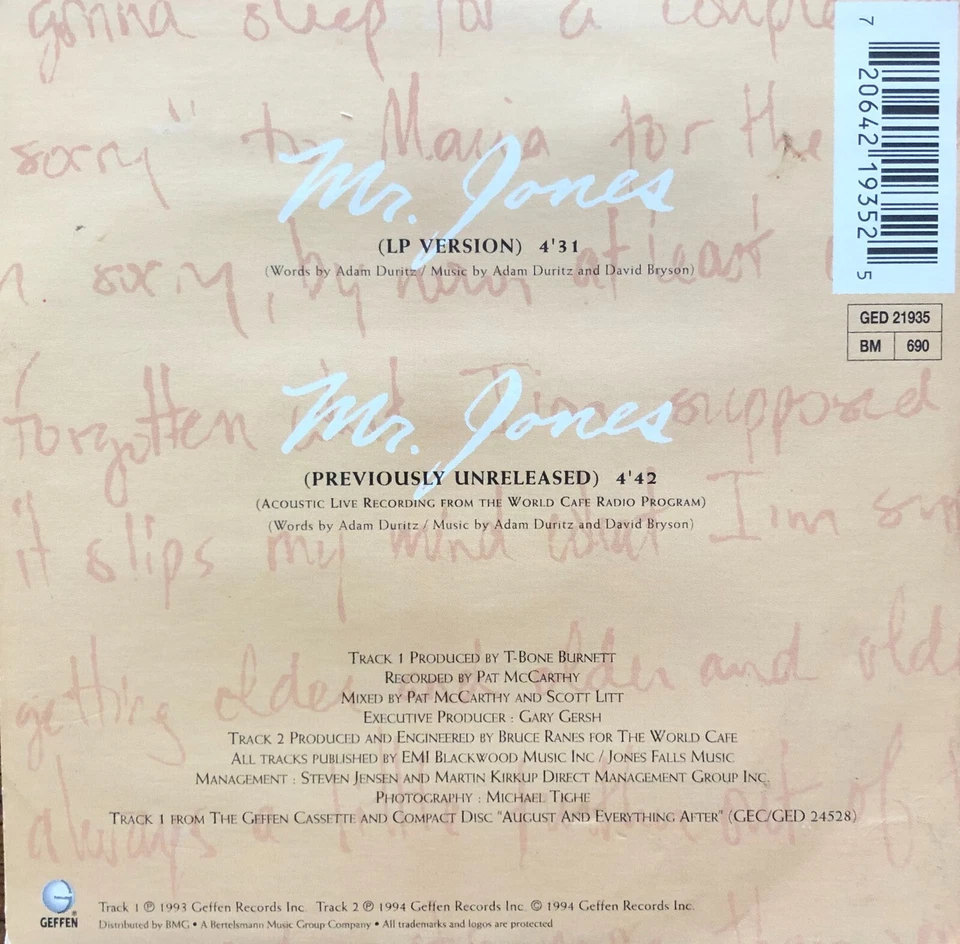 gonna sleep for a couple
sorry" to Maria for the
Mr. Jones
(LP VERSION) 4'31
(Words by Adam Duritz / Music by Adam Duritz and David Bryson)
sorry, by now, at least
Mr. Jones
forgotten I'm supposed
(PREVIOUSLY UNRELEASED) 4'42
(ACOUSTIC LIVE RECORDING FROM THE WORLD CAFE RADIO PROGRAM)
(Words by Adam Duritz / Music by Adam Duritz and David Bryson)
it slips my mind what I'm
getting older and older and
TRACK 1 PRODUCED BY T-BONE BURNETT
RECORDED BY PAT MCCARTHY
MIXED BY PAT MCCARTHY AND SCOTT LITT
EXECUTIVE PRODUCER : GARY GERSH
TRACK 2 PRODUCED AND ENGINEERED BY BRUCE RANES FOR THE WORLD CAFE
ALL TRACKS PUBLISHED BY EMI BLACKWOOD MUSIC INC / JONES FALLS MUSIC
MANAGEMENT : STEVEN JENSEN AND MARTIN KIRKUP DIRECT MANAGEMENT GROUP INC.
PHOTOGRAPHY : MICHAEL TIGHE
always a out of
TRACK 1 FROM THE GEFFEN CASSETTE AND COMPACT DISC "AUGUST AND EVERYTHING AFTER" (GEC/GED 24528)
GEFFEN
Track 1 ℗ 1993 Geffen Records Inc. Track 2 ℗ 1994 Geffen Records Inc. © 1994 Geffen Records Inc.
Distributed by BMG • A Bertelsmann Music Group Company • All trademarks and logos are protected
7 20642 19352 5
GED 21935
BM 690